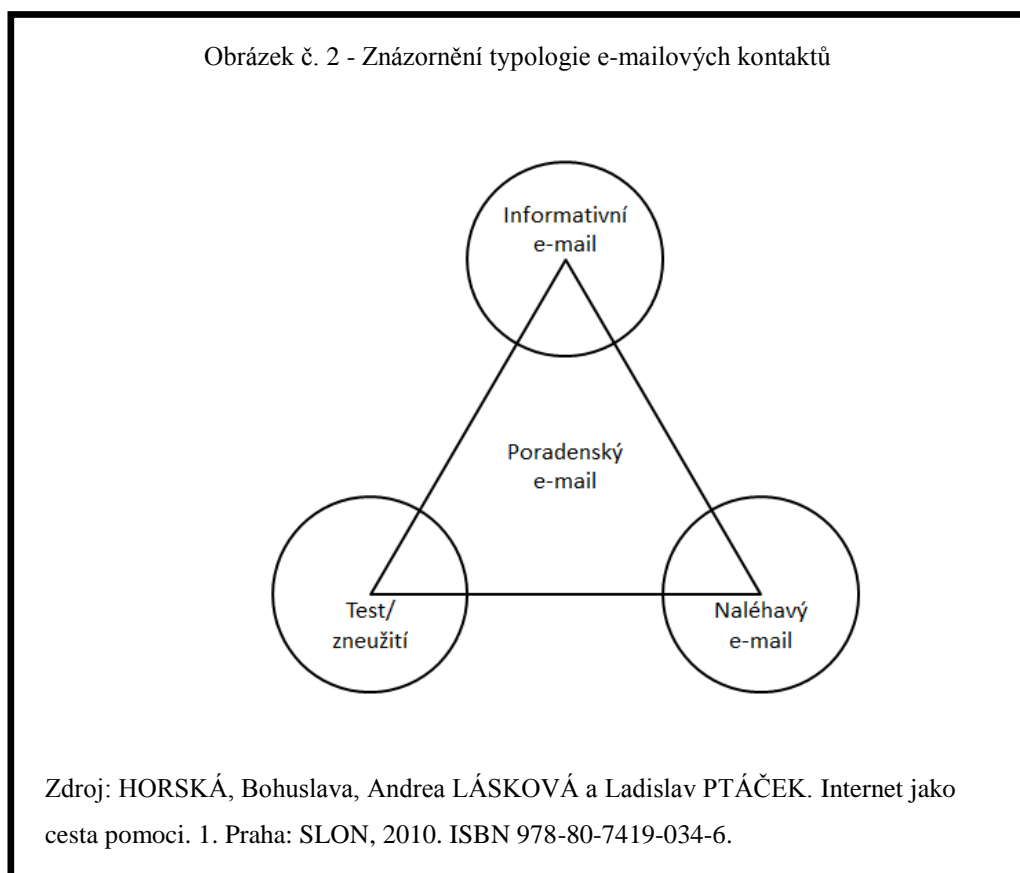 Obrázek č. 2 - Znázornění typologie e-mailových kontaktů
Informativní
e-mail
Poradenský
e-mail
Test/
zneužití
Naléhavý
e-mail
Zdroj: HORSKÁ, Bohuslava, Andrea LÁSKOVÁ a Ladislav PTÁČEK. Internet jako
cesta pomoci. 1. Praha: SLON, 2010. ISBN 978-80-7419-034-6.